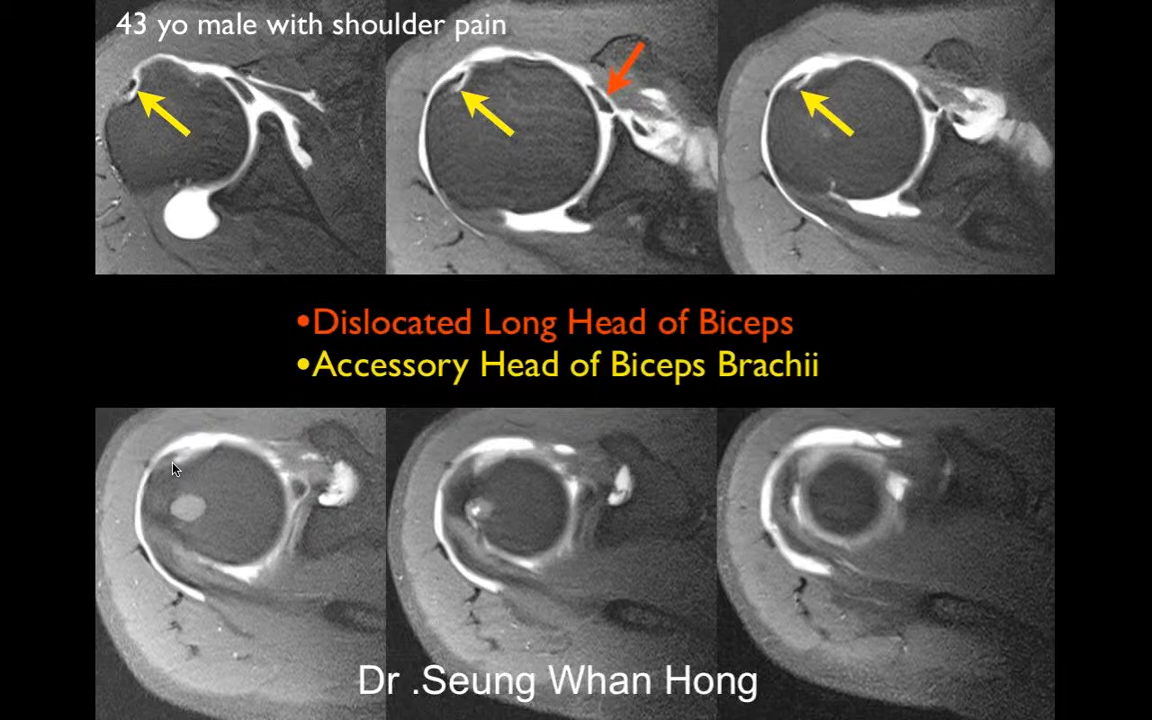 43 yo male with shoulder pain
•Dislocated Long Head of Biceps
•Accessory Head of Biceps Brachii
Dr .Seung Whan Hong